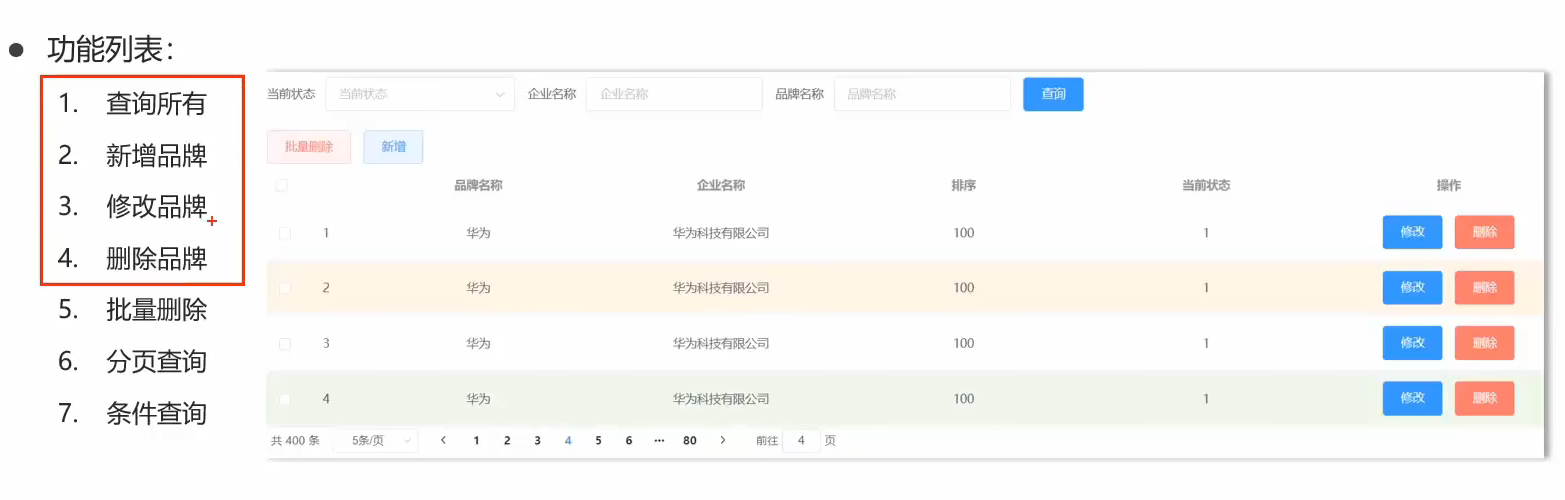 功能列表：
1. 查询所有
2. 新增品牌
3. 修改品牌
4. 删除品牌
5. 批量删除
6. 分页查询
7. 条件查询
当前状态 当前状态 企业名称 企业名称 品牌名称 品牌名称 查询
批量删除 新增
品牌名称 企业名称 排序 当前状态 操作
1 华为 华为科技有限公司 100 1 修改 删除
2 华为 华为科技有限公司 100 1 修改 删除
3 华为 华为科技有限公司 100 1 修改 删除
4 华为 华为科技有限公司 100 1 修改 删除
共 400 条 5条/页 1 2 3 4 5 6 ••• 80 前往 4 页